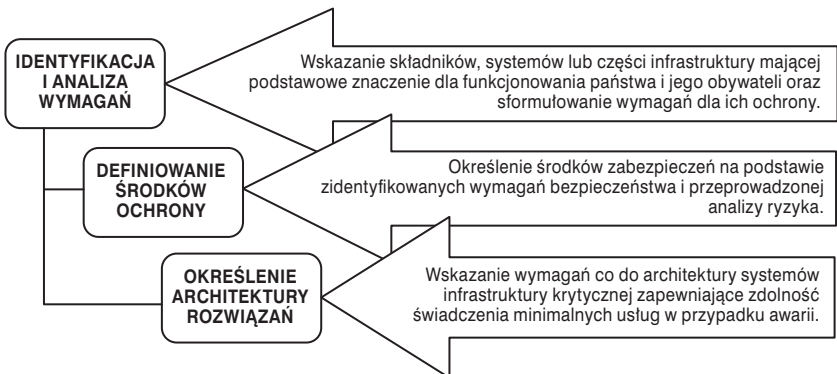 IDENTYFIKACJA
I ANALIZA
WYMAGAŃ
Wskazanie składników, systemów lub części infrastruktury mającej
podstawowe znaczenie dla funkcjonowania państwa i jego obywateli oraz
sformułowanie wymagań dla ich ochrony.
DEFINIOWANIE
ŚRODKÓW
OCHRONY
Określenie środków zabezpieczeń na podstawie
zidentyfikowanych wymagań bezpieczeństwa i przeprowadzonej
analizy ryzyka.
OKREŚLENIE
ARCHITEKTURY
ROZWIĄZAŃ
Wskazanie wymagań co do architektury systemów
infrastruktury krytycznej zapewniające zdolność
świadczenia minimalnych usług w przypadku awarii.